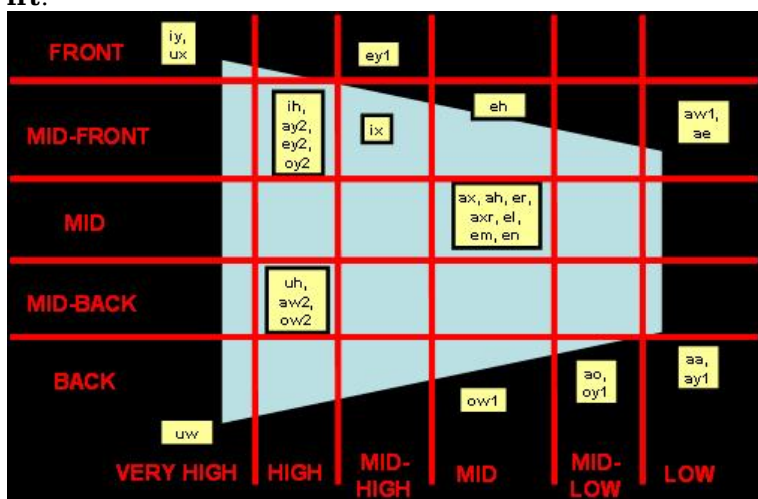 nt.
FRONT
iy,
ux
ey1
MID-FRONT
ih,
ay2,
ey2,
oy2
ix
eh
aw1,
ae
MID
ax, ah, er,
axr, el,
em, en
MID-BACK
uh,
aw2,
ow2
BACK
uw
ow1
ao,
oy1
aa,
ay1
VERY HIGH
HIGH
MID-
HIGH
MID
MID-
LOW
LOW